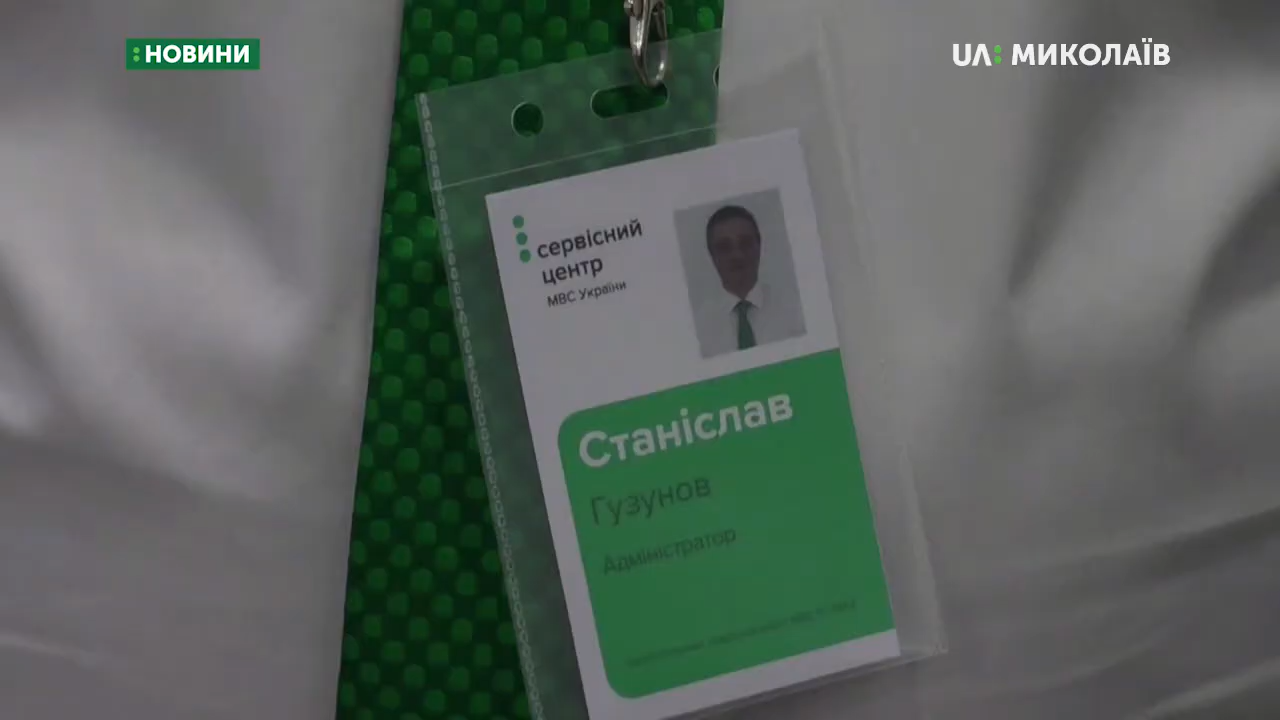 НОВИНИ
UA: МИКОЛАЇВ
сервісний
центр
МВС України
Станіслав
Гузунов
Адміністратор